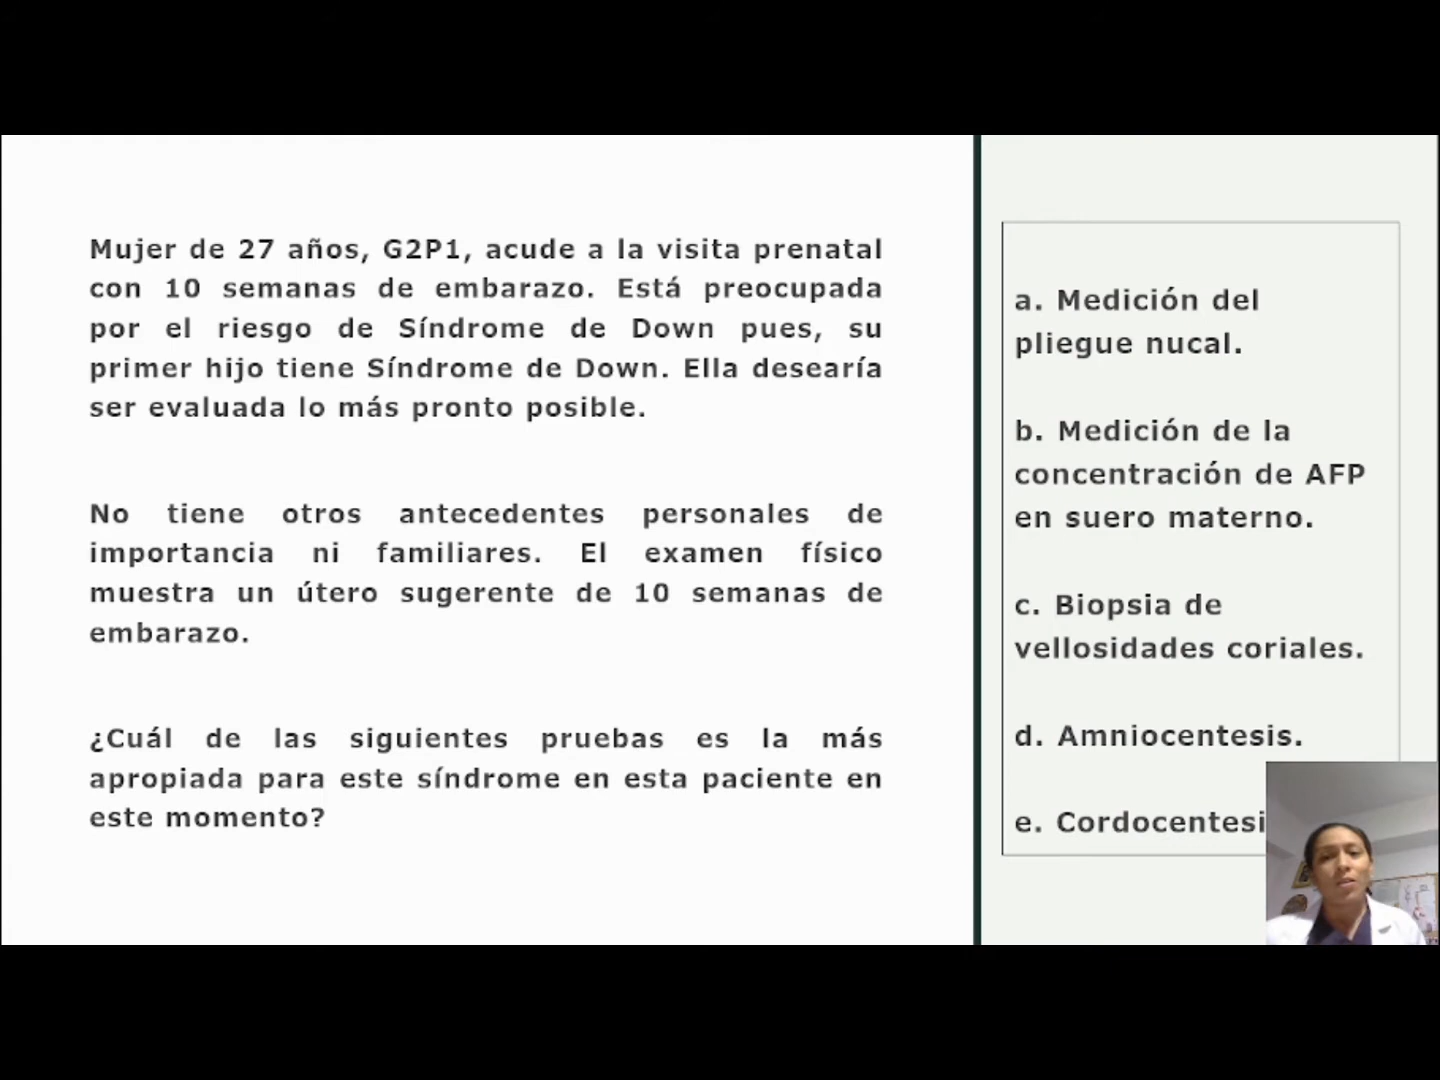 Mujer de 27 años, G2P1, acude a la visita prenatal
con 10 semanas de embarazo. Está preocupada
por el riesgo de Síndrome de Down pues, su
primer hijo tiene Síndrome de Down. Ella desearía
ser evaluada lo más pronto posible.
No tiene otros antecedentes personales de
importancia ni familiares. El examen físico
muestra un útero sugerente de 10 semanas de
embarazo.
¿Cuál de las siguientes pruebas es la más
apropiada para este síndrome en esta paciente en
este momento?
a. Medición del
pliegue nucal.
b. Medición de la
concentración de AFP
en suero materno.
c. Biopsia de
vellosidades coriales.
d. Amniocentesis.
e. Cordocentesi